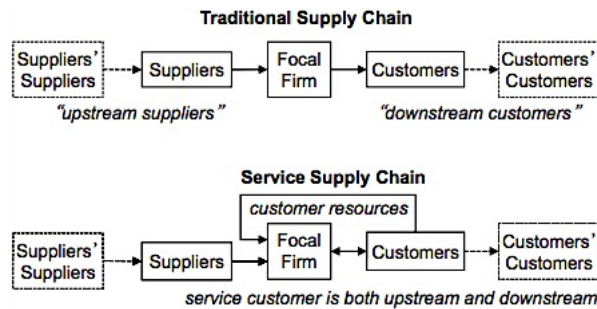 Traditional Supply Chain
Suppliers’
Suppliers
Suppliers
Focal
Firm
Customers
Customers’
Customers
“upstream suppliers”
“downstream customers”
Service Supply Chain
customer resources
Suppliers’
Suppliers
Suppliers
Focal
Firm
Customers
Customers’
Customers
service customer is both upstream and downstream